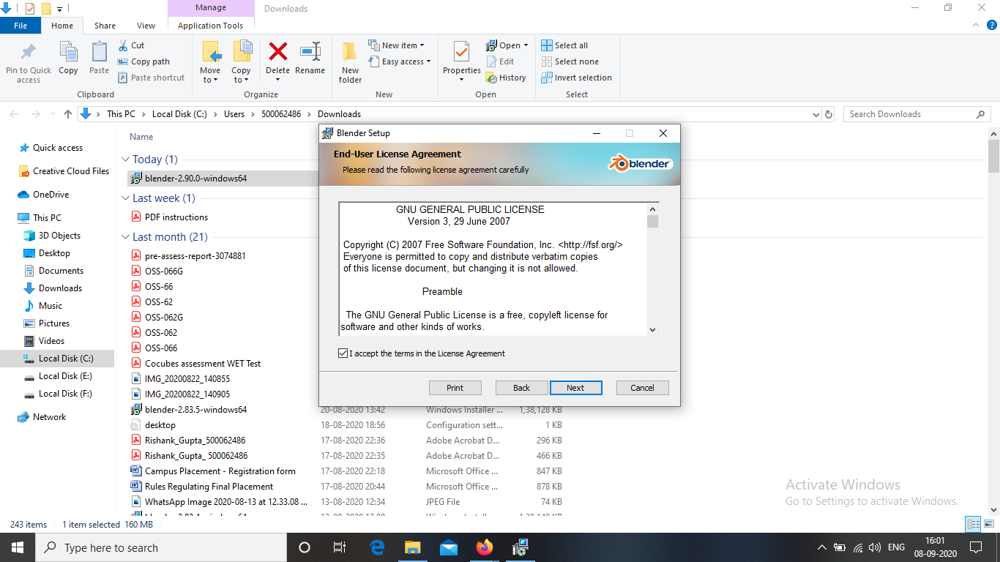 Manage
Downloads
File
Home
Share
View
Application Tools
Pin to Quick access
Copy
Paste
Cut
Copy path
Paste shortcut
Clipboard
Move to
Copy to
Delete
Rename
Organize
New folder
New item
Easy access
New
Properties
Open
Edit
History
Open
Select all
Select none
Invert selection
Select
This PC
Local Disk (C:)
Users
500062486
Downloads
Search Downloads
Quick access
Creative Cloud Files
OneDrive
This PC
3D Objects
Desktop
Documents
Downloads
Music
Pictures
Videos
Local Disk (C:)
Local Disk (E:)
Local Disk (F:)
Network
Name
Today (1)
blender-2.90.0-windows64
Last week (1)
PDF instructions
Last month (21)
pre-assess-report-3074881
OSS-066G
OSS-66
OSS-62
OSS-062G
OSS-062
OSS-066
Cocubes assessment WET Test
IMG_20200822_140855
IMG_20200822_140905
blender-2.83.5-windows64 20-08-2020 13:42 Windows Installer ... 1,38,128 KB
desktop 18-08-2020 18:56 Configuration sett... 1 KB
Rishank_Gupta_500062486 17-08-2020 22:36 Adobe Acrobat D... 296 KB
Rishank_Gupta_ 500062486 17-08-2020 22:35 Adobe Acrobat D... 466 KB
Campus Placement - Registration form 17-08-2020 22:18 Microsoft Office ... 847 KB
Rules Regulating Final Placement 17-08-2020 20:44 Microsoft Office ... 878 KB
WhatsApp Image 2020-08-13 at 12.33.08 ... 13-08-2020 12:34 JPEG File 74 KB
Blender Setup
End-User License Agreement
Please read the following license agreement carefully
blender
GNU GENERAL PUBLIC LICENSE
Version 3, 29 June 2007
Copyright (C) 2007 Free Software Foundation, Inc. <http://fsf.org/>
Everyone is permitted to copy and distribute verbatim copies
of this license document, but changing it is not allowed.
Preamble
The GNU General Public License is a free, copyleft license for
software and other kinds of works.
I accept the terms in the License Agreement
Print
Back
Next
Cancel
Activate Windows
Go to Settings to activate Windows.
243 items 1 item selected 160 MB
Type here to search
ENG
16:01
08-09-2020